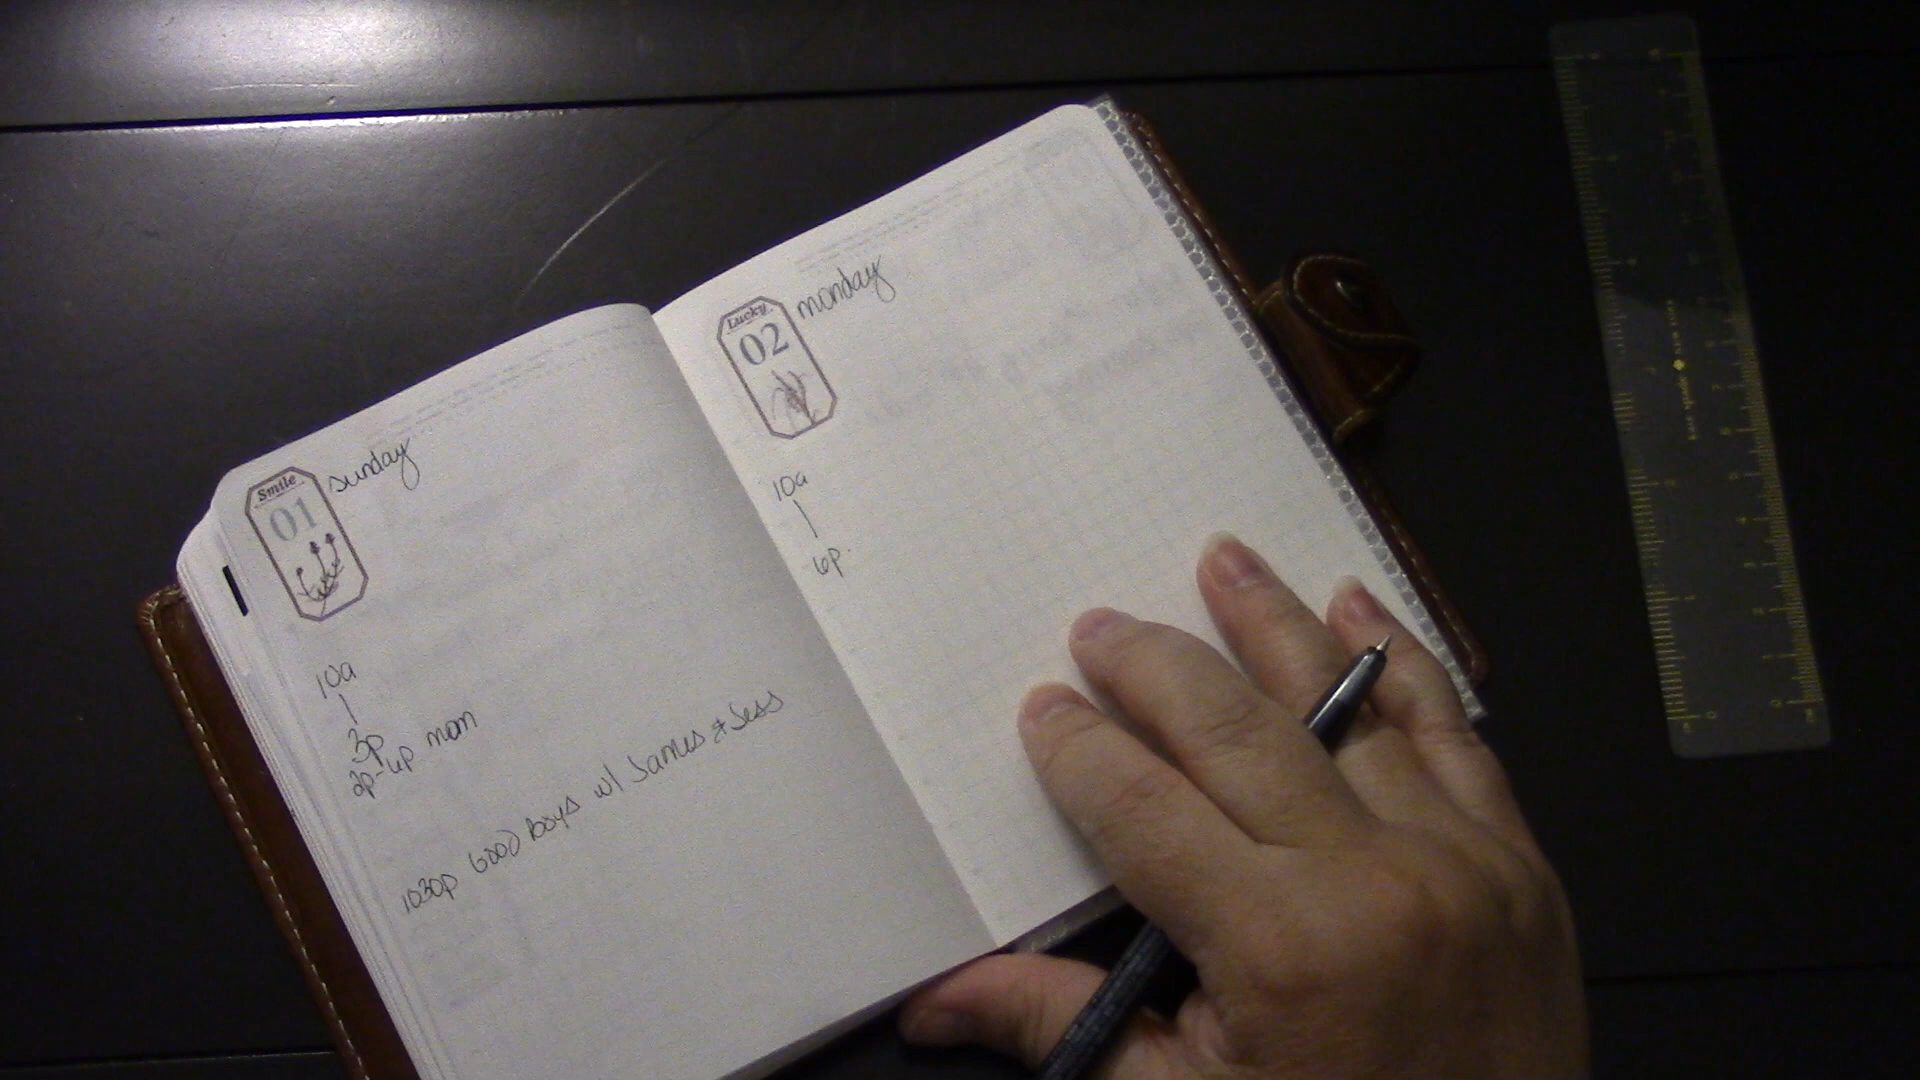 Smile
01
sunday
10a
3p
2p-4p mom
1030p Good Boys w/ James & Jess
Lucky
02
monday
10a
6p.